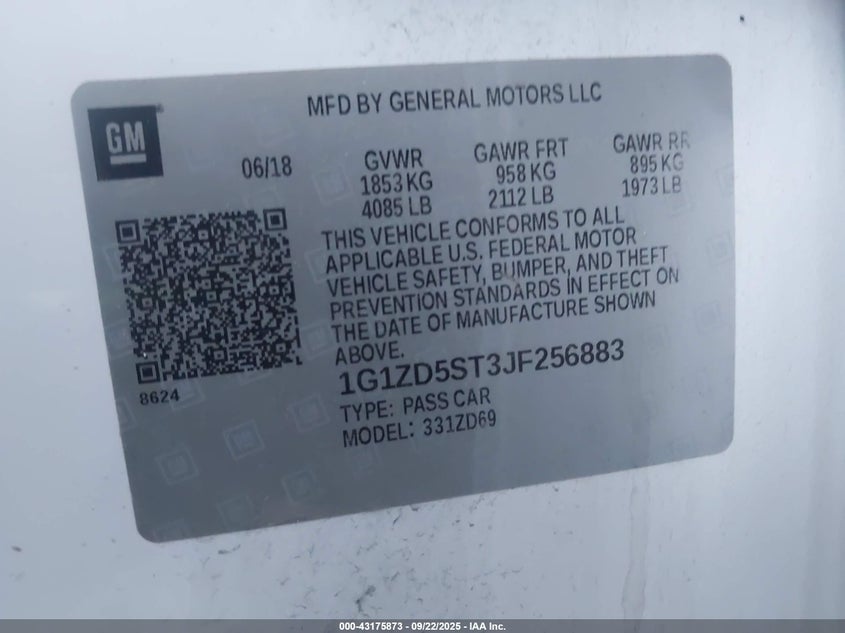 MFD BY GENERAL MOTORS LLC
GM
06/18
GVWR
1853 KG
4085 LB
GAWR FRT
958 KG
2112 LB
GAWR RR
895 KG
1973 LB
THIS VEHICLE CONFORMS TO ALL
APPLICABLE U.S. FEDERAL MOTOR
VEHICLE SAFETY, BUMPER, AND THEFT
PREVENTION STANDARDS IN EFFECT ON
THE DATE OF MANUFACTURE SHOWN
ABOVE.
8624
1G1ZD5ST3JF256883
TYPE: PASS CAR
MODEL: 331ZD69
000-43175873 - 09/22/2025 - IAA Inc.